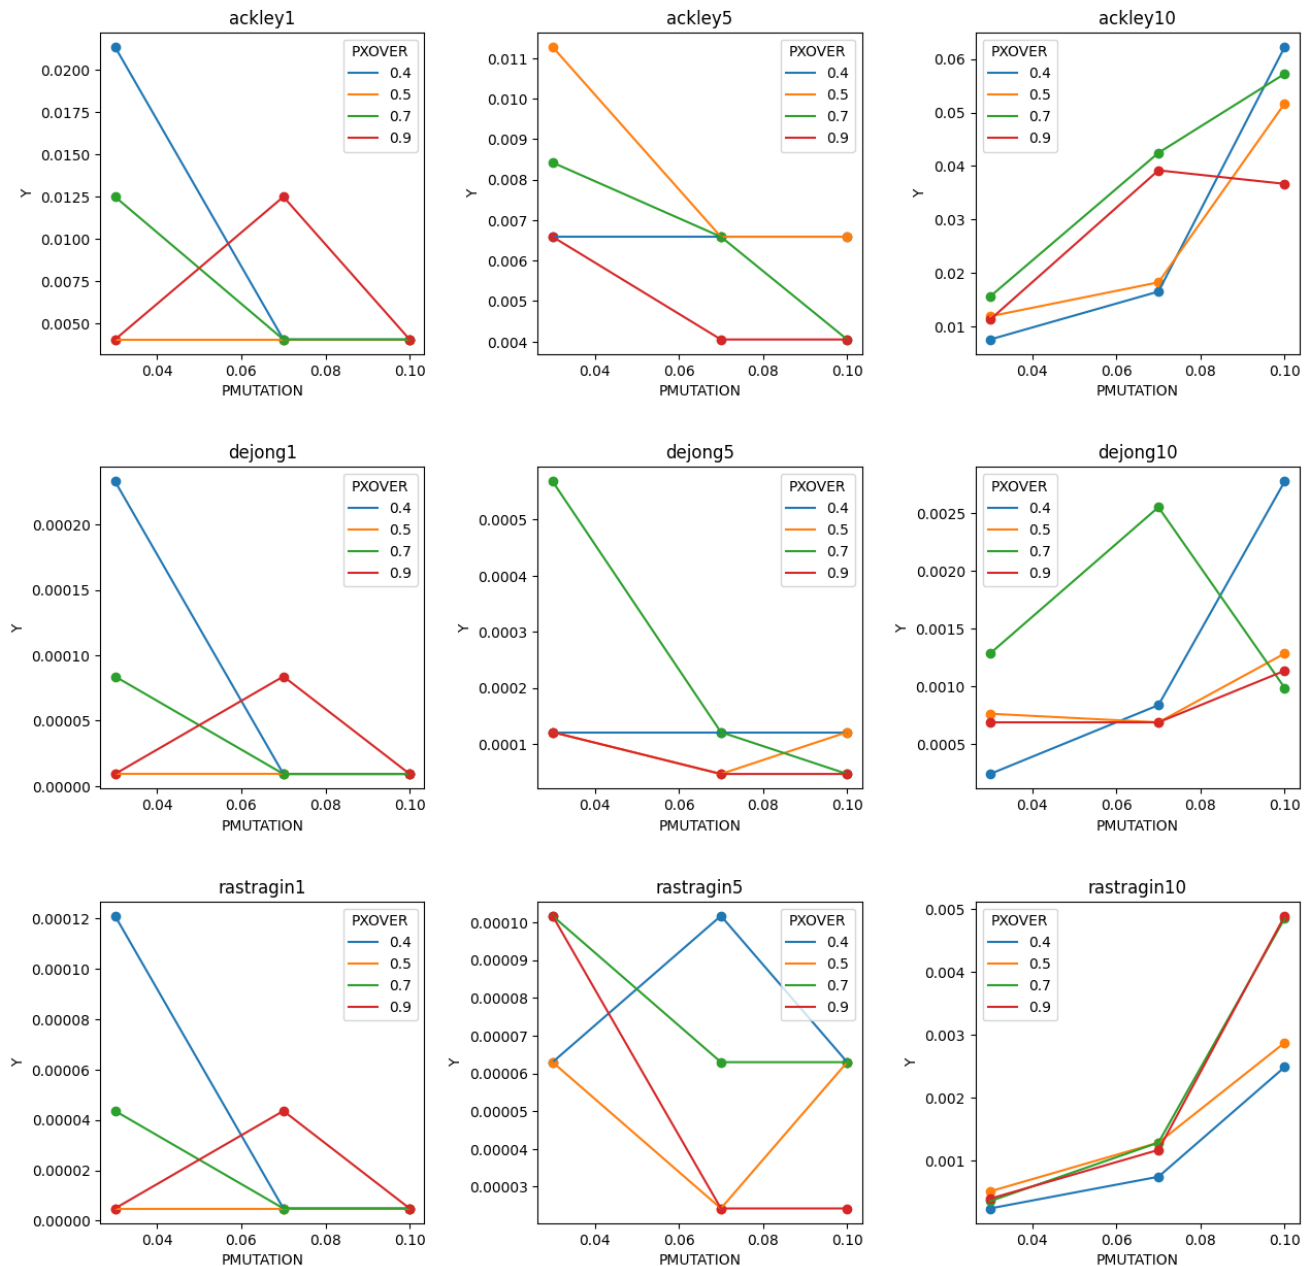 ackley1
0.0200
0.0175
0.0150
0.0125
0.0100
0.0075
0.0050
Y
PXOVER
0.4
0.5
0.7
0.9
0.04 0.06 0.08 0.10
PMUTATION
ackley5
0.011
0.010
0.009
0.008
0.007
0.006
0.005
0.004
Y
PXOVER
0.4
0.5
0.7
0.9
0.04 0.06 0.08 0.10
PMUTATION
ackley10
0.06
0.05
0.04
0.03
0.02
0.01
Y
PXOVER
0.4
0.5
0.7
0.9
0.04 0.06 0.08 0.10
PMUTATION
dejong1
0.00020
0.00015
0.00010
0.00005
0.00000
Y
PXOVER
0.4
0.5
0.7
0.9
0.04 0.06 0.08 0.10
PMUTATION
dejong5
0.0005
0.0004
0.0003
0.0002
0.0001
Y
PXOVER
0.4
0.5
0.7
0.9
0.04 0.06 0.08 0.10
PMUTATION
dejong10
0.0025
0.0020
0.0015
0.0010
0.0005
Y
PXOVER
0.4
0.5
0.7
0.9
0.04 0.06 0.08 0.10
PMUTATION
rastragin1
0.00012
0.00010
0.00008
0.00006
0.00004
0.00002
0.00000
Y
PXOVER
0.4
0.5
0.7
0.9
0.04 0.06 0.08 0.10
PMUTATION
rastragin5
0.00010
0.00009
0.00008
0.00007
0.00006
0.00005
0.00004
0.00003
Y
PXOVER
0.4
0.5
0.7
0.9
0.04 0.06 0.08 0.10
PMUTATION
rastragin10
0.005
0.004
0.003
0.002
0.001
Y
PXOVER
0.4
0.5
0.7
0.9
0.04 0.06 0.08 0.10
PMUTATION